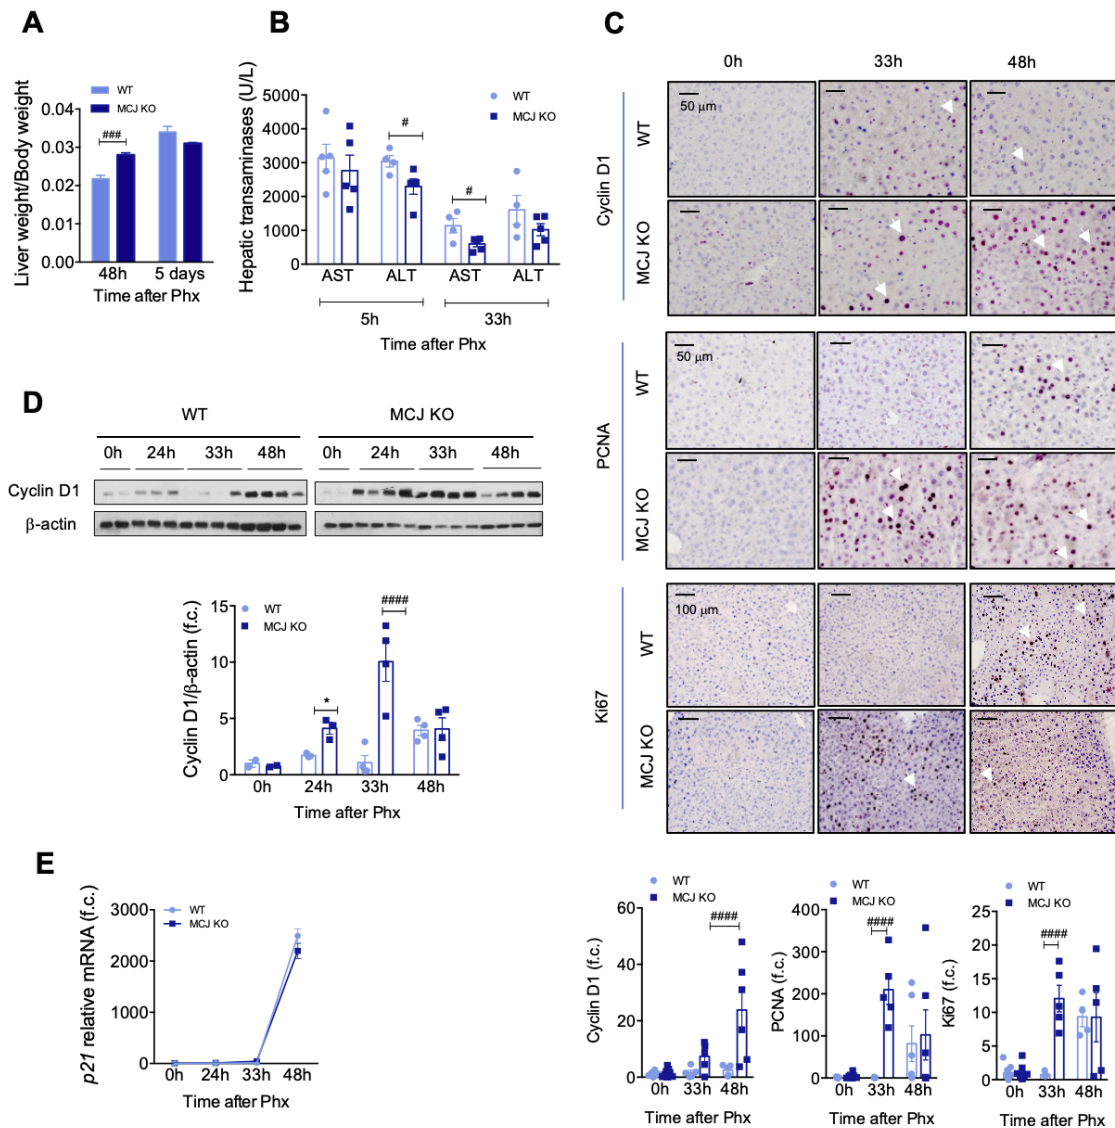 A
WT
MCJ KO
Liver weight/Body weight
0.04
0.03
0.02
0.01
0.00
###
48h 5 days
Time after Phx
B
Hepatic transaminases (U/L)
WT
MCJ KO
5000
4000
3000
2000
1000
0
#
#
AST ALT AST ALT
5h 33h
Time after Phx
C
0h 33h 48h
Cyclin D1
WT
50 μm
MCJ KO
PCNA
WT
50 μm
MCJ KO
Ki67
WT
100 μm
MCJ KO
WT
MCJ KO
Cyclin D1 (f.c.)
60
40
20
0
####
0h 33h 48h
Time after Phx
WT
MCJ KO
PCNA (f.c.)
400
300
200
100
0
####
0h 33h 48h
Time after Phx
WT
MCJ KO
Ki67 (f.c.)
25
20
15
10
5
0
####
0h 33h 48h
Time after Phx
D
WT MCJ KO
0h 24h 33h 48h 0h 24h 33h 48h
Cyclin D1
β-actin
WT
MCJ KO
Cyclin D1/β-actin (f.c.)
15
10
5
0
*
####
0h 24h 33h 48h
Time after Phx
E
WT
MCJ KO
p21 relative mRNA (f.c.)
3000
2000
1000
0
0h 24h 33h 48h
Time after Phx